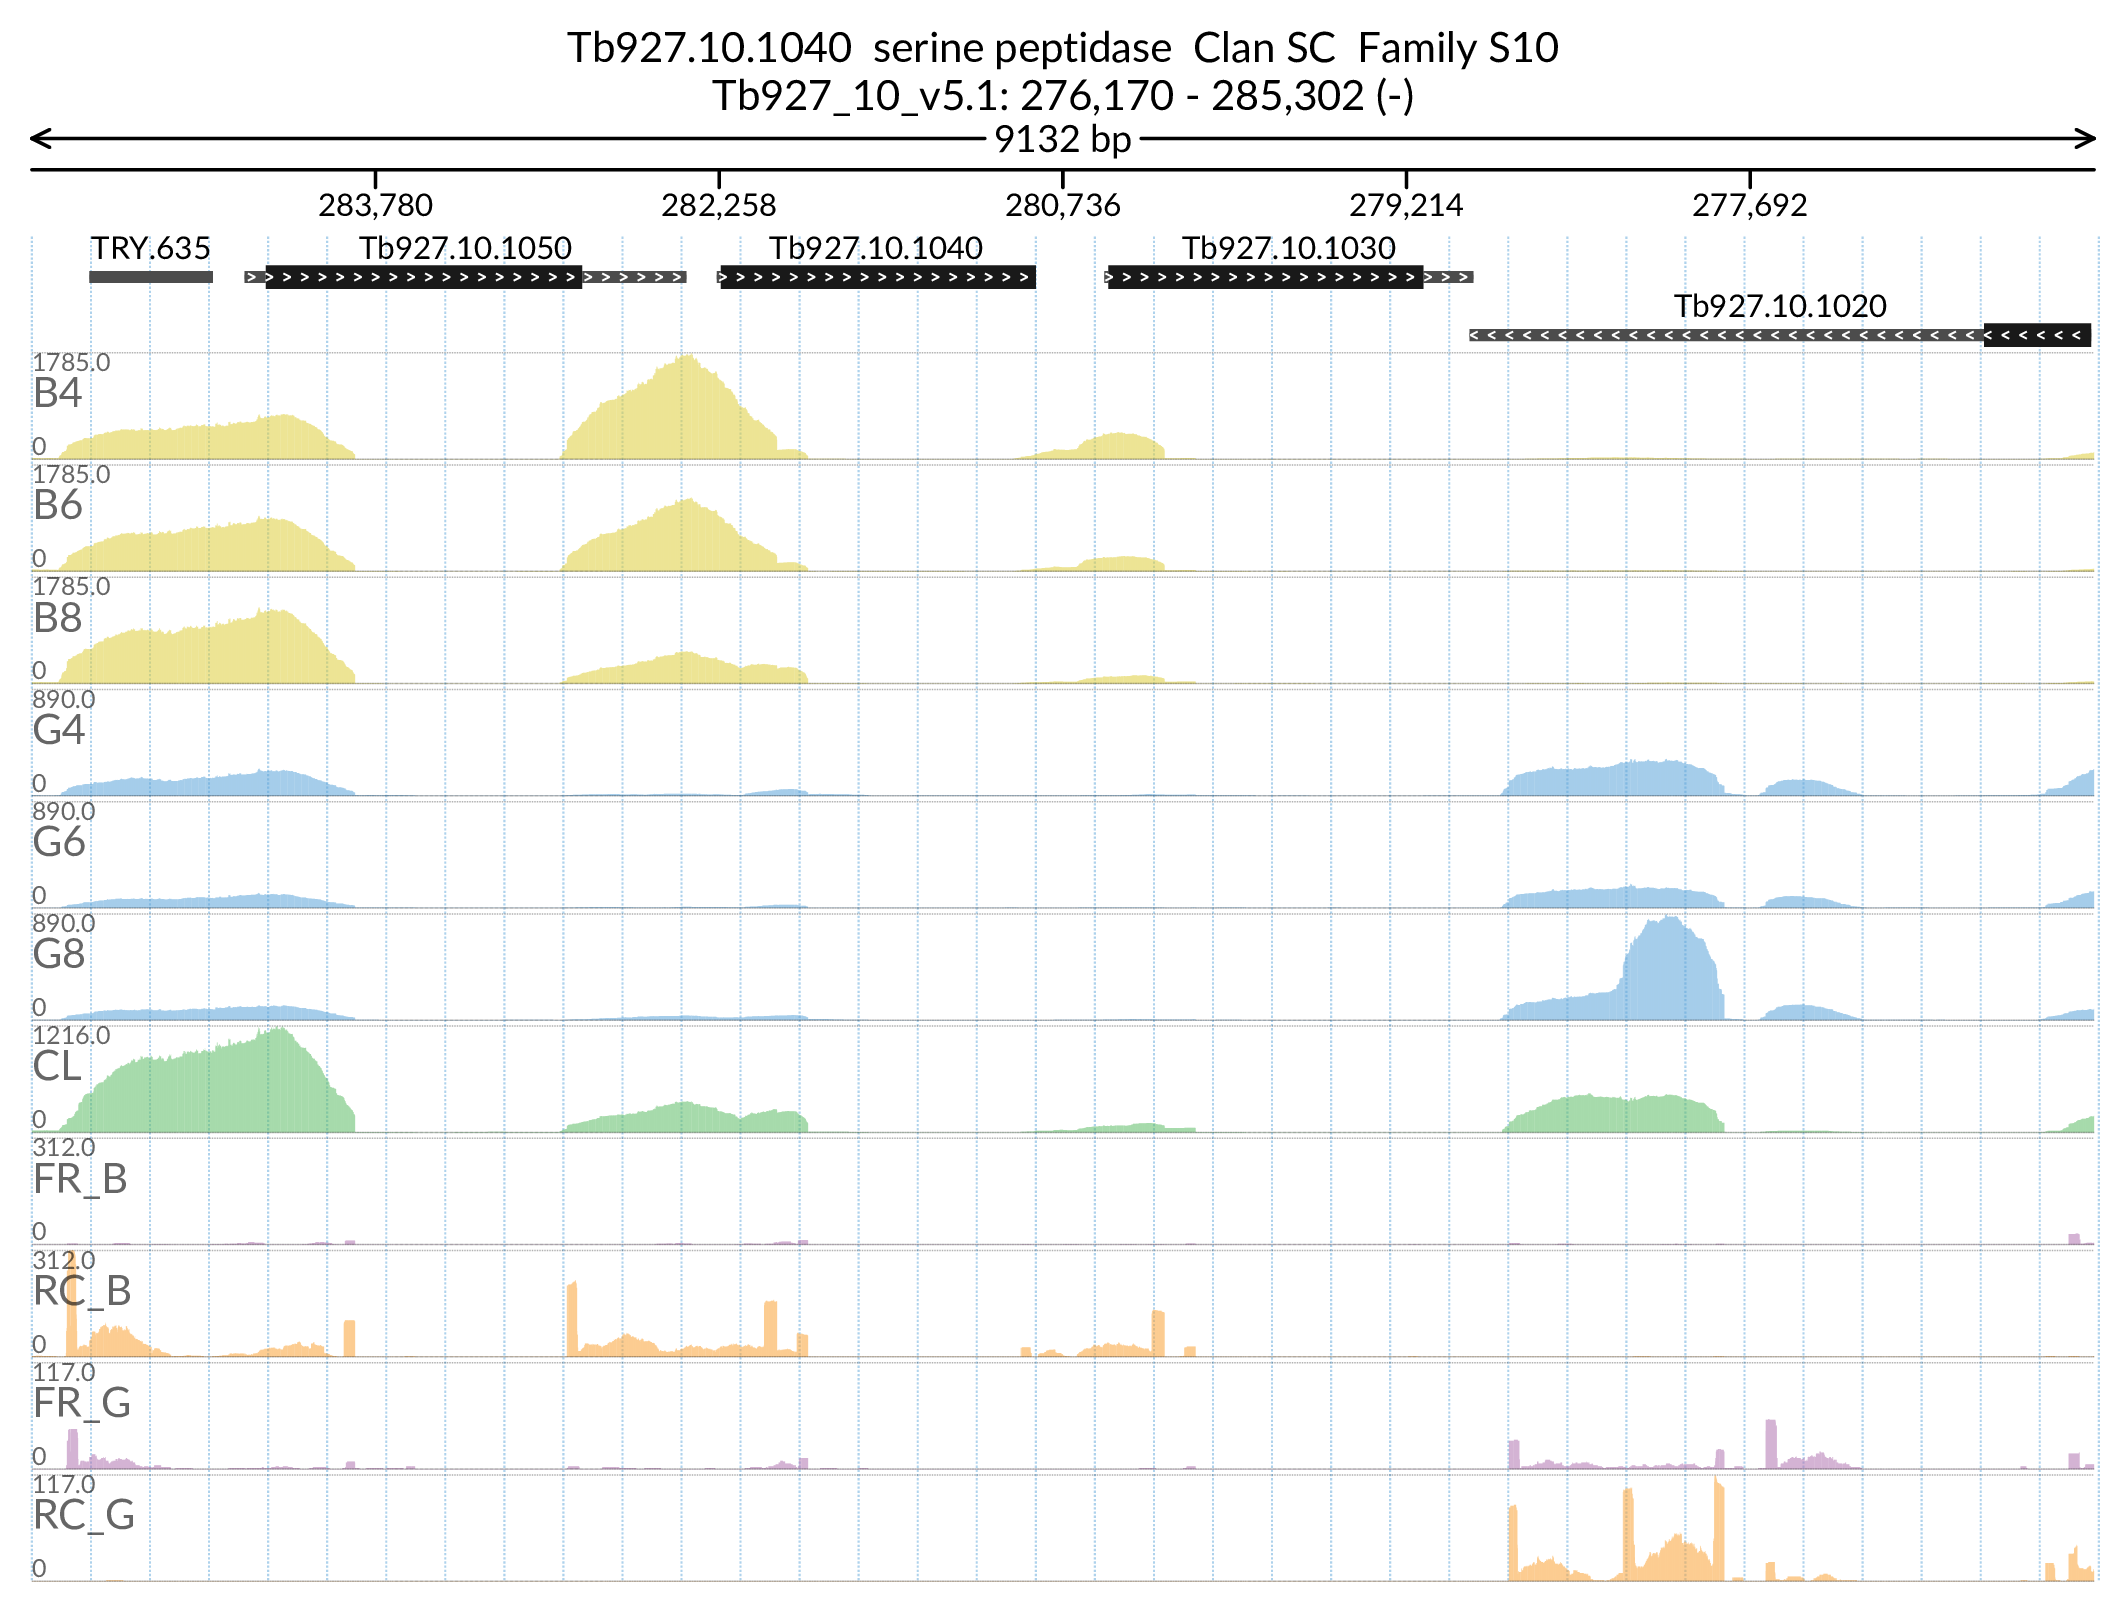 Tb927.10.1040  serine peptidase  Clan SC  Family S10
Tb927_10_v5.1: 276,170 - 285,302 (-)
9132 bp
283,780 282,258 280,736 279,214 277,692
TRY.635 Tb927.10.1050 Tb927.10.1040 Tb927.10.1030
Tb927.10.1020
1785.0
B4
0
1785.0
B6
0
1785.0
B8
0
890.0
G4
0
890.0
G6
0
890.0
G8
0
1216.0
CL
0
312.0
FR_B
0
312.0
RC_B
0
117.0
FR_G
0
117.0
RC_G
0